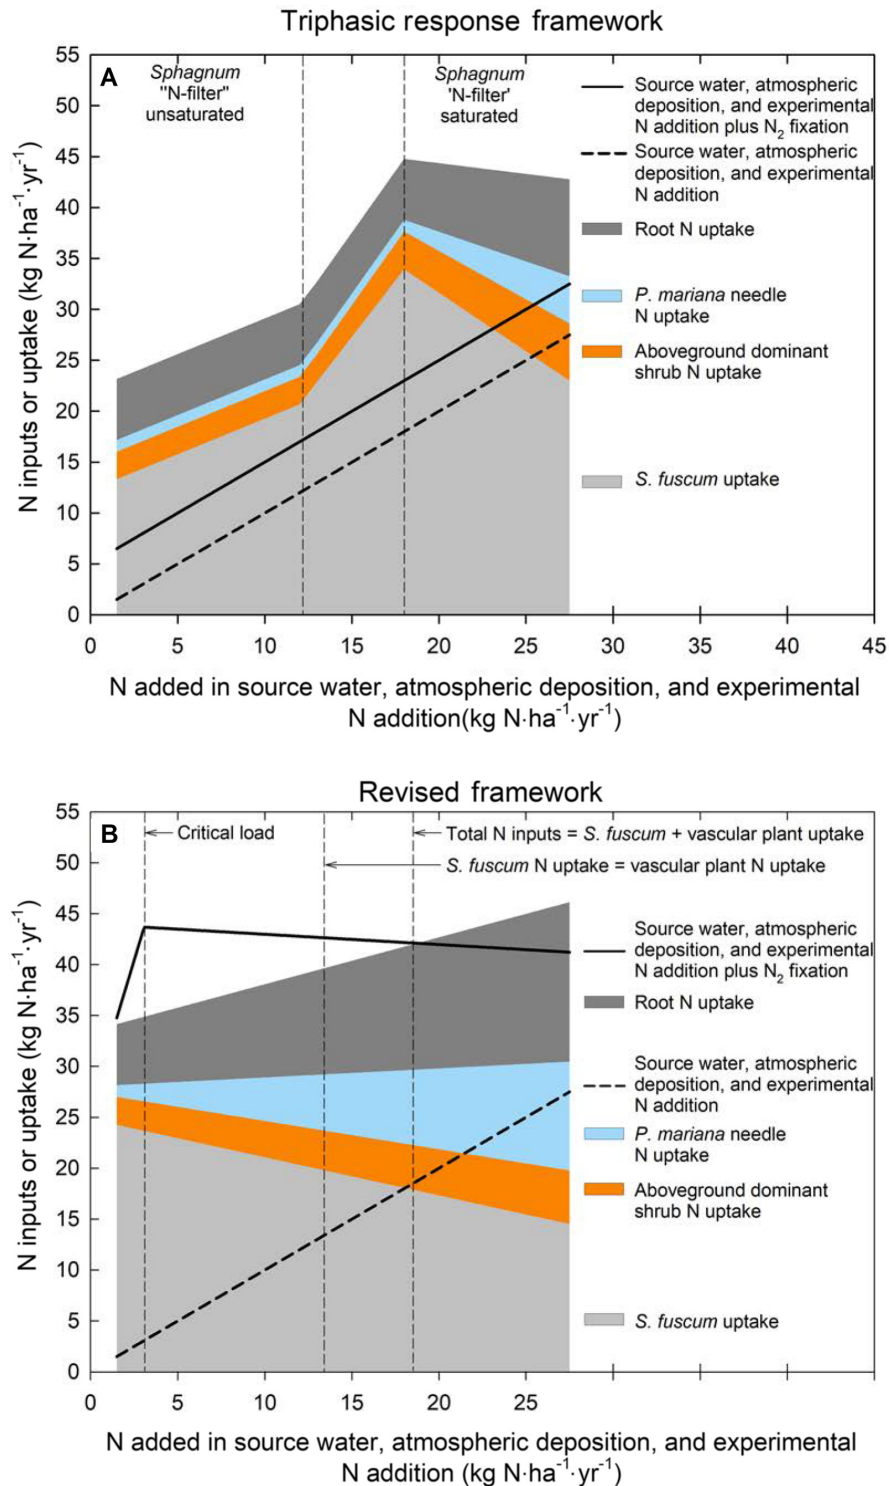 Triphasic response framework
A
Sphagnum
"N-filter"
unsaturated
Sphagnum
'N-filter'
saturated
Source water, atmospheric
deposition, and experimental
N addition plus N₂ fixation
Source water, atmospheric
deposition, and experimental
N addition
Root N uptake
P. mariana needle
N uptake
Aboveground dominant
shrub N uptake
S. fuscum uptake
N inputs or uptake (kg N·ha⁻¹·yr⁻¹)
55
50
45
40
35
30
25
20
15
10
5
0
0 5 10 15 20 25 30 35 40 45
N added in source water, atmospheric deposition, and experimental
N addition(kg N·ha⁻¹·yr⁻¹)
Revised framework
B
Critical load
Total N inputs = S. fuscum + vascular plant uptake
S. fuscum N uptake = vascular plant N uptake
Source water, atmospheric
deposition, and experimental
N addition plus N₂ fixation
Root N uptake
Source water, atmospheric
deposition, and experimental
N addition
P. mariana needle
N uptake
Aboveground dominant
shrub N uptake
S. fuscum uptake
N inputs or uptake (kg N·ha⁻¹·yr⁻¹)
55
50
45
40
35
30
25
20
15
10
5
0
0 5 10 15 20 25
N added in source water, atmospheric deposition, and experimental
N addition (kg N·ha⁻¹·yr⁻¹)